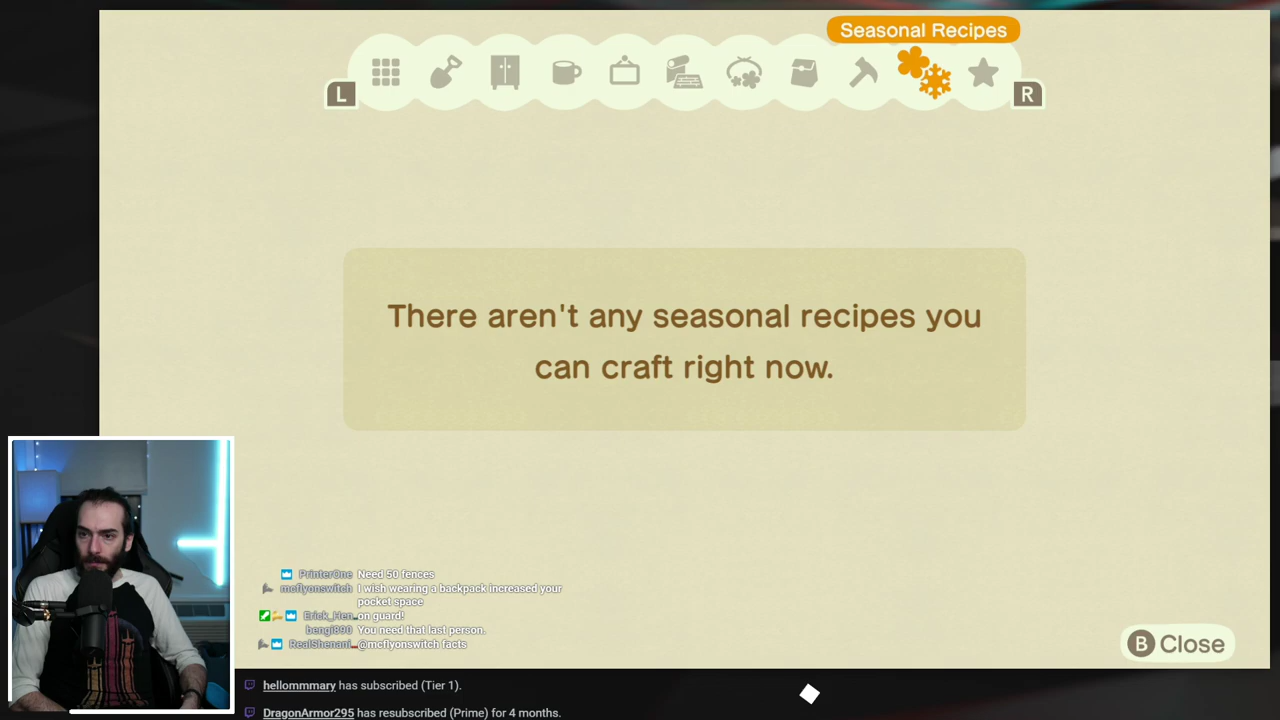 Seasonal Recipes
L
R
There aren't any seasonal recipes you
can craft right now.
PrinterOne Need 50 fences
mcflyonswitch I wish wearing a backpack increased your
pocket space
Erick_Hen... on guard!
bengi890 You need that last person.
RealShenani... @mcflyonswitch facts
B Close
hellommmary has subscribed (Tier 1).
DragonArmor295 has resubscribed (Prime) for 4 months.